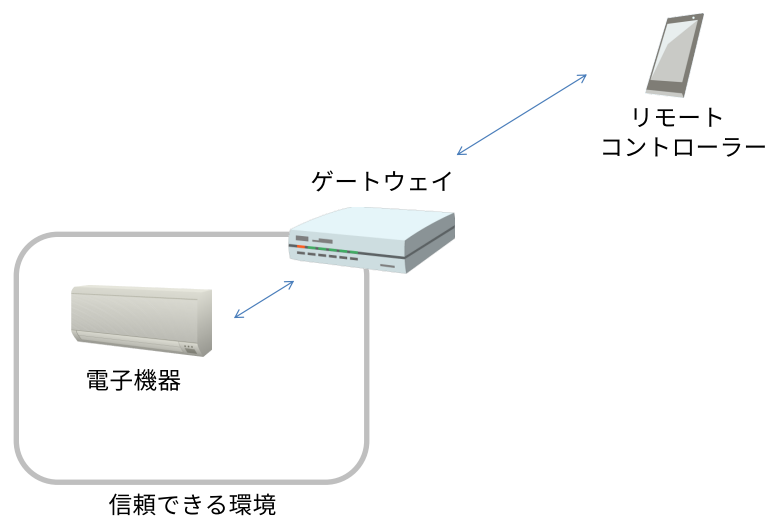 リモート
コントローラー
ゲートウェイ
電子機器
信頼できる環境